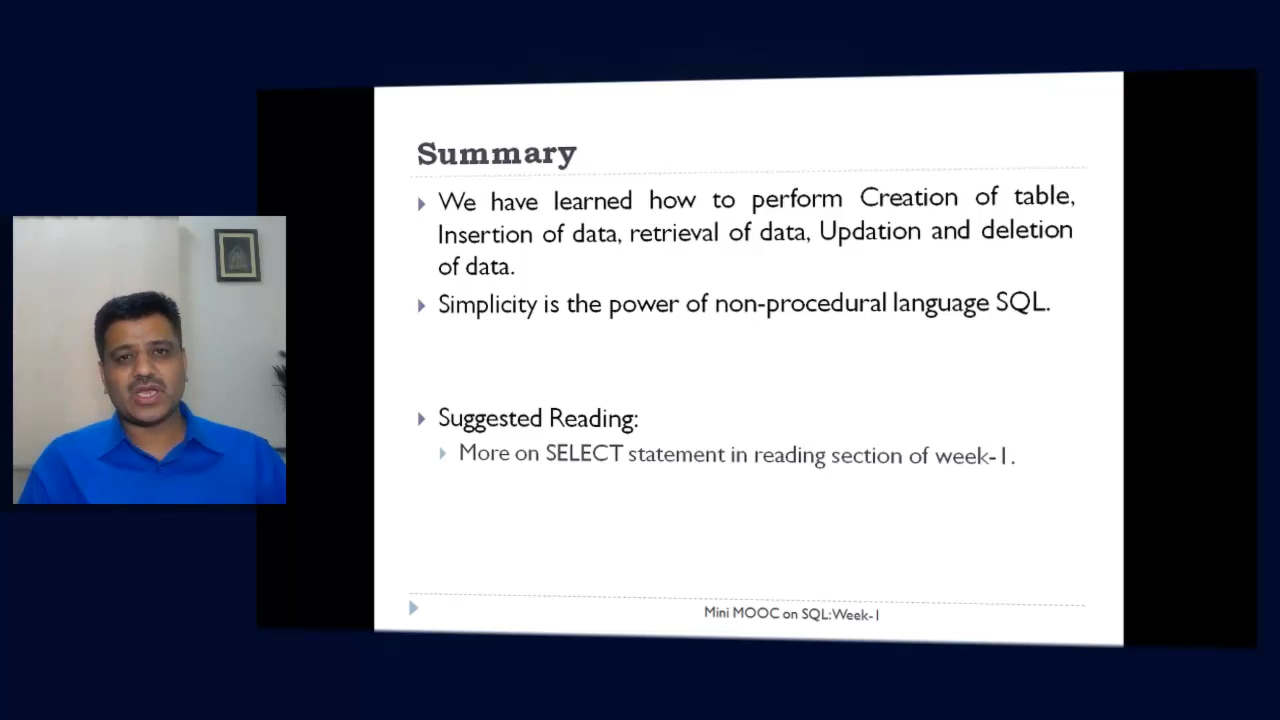 Summary
We have learned how to perform Creation of table,
Insertion of data, retrieval of data, Updation and deletion
of data.
Simplicity is the power of non-procedural language SQL.
Suggested Reading:
More on SELECT statement in reading section of week-1.
Mini MOOC on SQL:Week-1